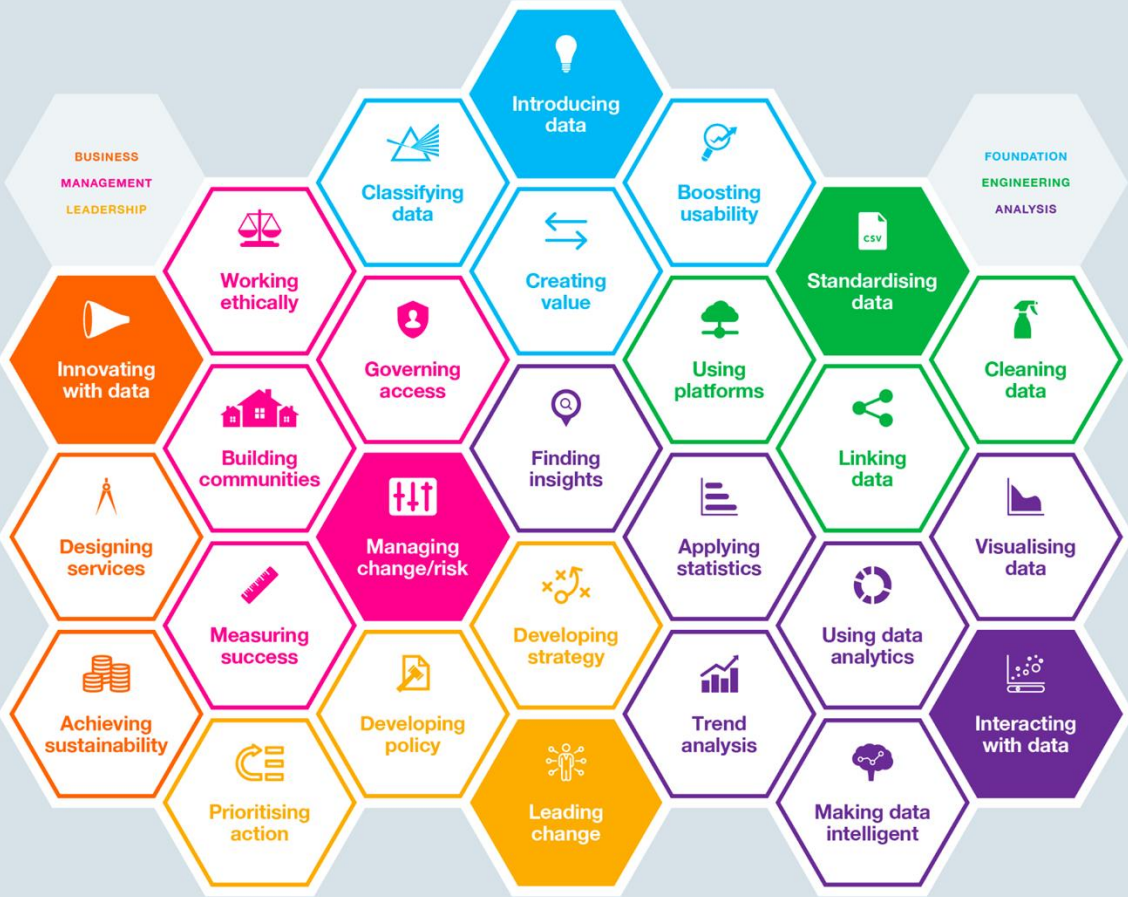 Introducing
data
BUSINESS
MANAGEMENT
LEADERSHIP
Classifying
data
Boosting
usability
FOUNDATION
ENGINEERING
ANALYSIS
Working
ethically
Creating
value
CSV
Standardising
data
Innovating
with data
Governing
access
Using
platforms
Cleaning
data
Building
communities
Finding
insights
Linking
data
Designing
services
Managing
change/risk
Applying
statistics
Visualising
data
Measuring
success
Developing
strategy
Using data
analytics
Achieving
sustainability
Developing
policy
Trend
analysis
Interacting
with data
Prioritising
action
Leading
change
Making data
intelligent